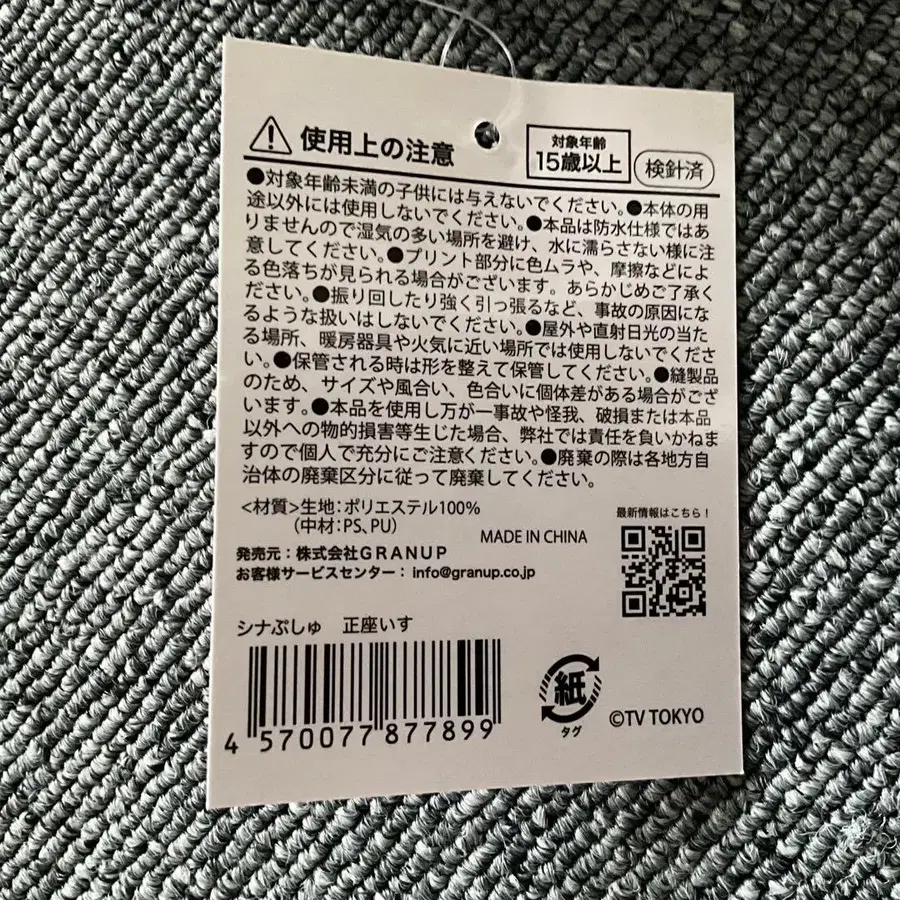 使用上の注意
対象年齢
15歳以上
検針済
●対象年齢未満の子供には与えないでください。●本体の用
途以外には使用しないでください。●本品は防水仕様ではあ
りませんので湿気の多い場所を避け、水に濡らさない様に注
意してください。●プリント部分に色ムラや、摩擦などによ
る色落ちが見られる場合がございます。あらかじめご了承く
ださい。●振り回したり強く引っ張るなど、事故の原因にな
るような扱いはしないでください。●屋外や直射日光の当た
る場所、暖房器具や火気に近い場所では使用しないでくださ
い。●保管される時は形を整えて保管してください。●縫製品
のため、サイズや風合い、色合いに個体差がある場合がござ
います。●本品を使用し万が一事故や怪我、破損または本品
以外への物的損害等生じた場合、弊社では責任を負いかねま
すので個人で充分にご注意ください。●廃棄の際は各地方自
治体の廃棄区分に従って廃棄してください。
<材質>生地:ポリエステル100%
(中材:PS、PU)
MADE IN CHINA
最新情報はこちら!
発売元:株式会社GRANUP
お客様サービスセンター: info@granup.co.jp
シナぷしゅ 正座いす
4 570077 877899
紙
タグ
©TV TOKYO